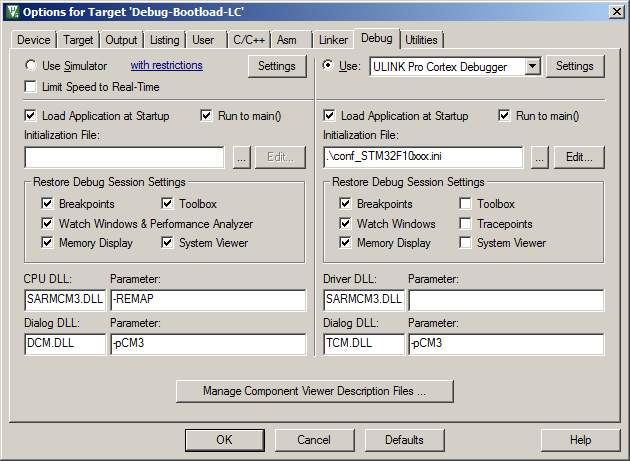 Options for Target 'Debug-Bootload-LC'
Device Target Output Listing User C/C++ Asm Linker Debug Utilities
Use Simulator with restrictions Settings
Limit Speed to Real-Time
Use: ULINK Pro Cortex Debugger Settings
Load Application at Startup Run to main()
Initialization File:
... Edit...
Restore Debug Session Settings
Breakpoints Toolbox
Watch Windows & Performance Analyzer
Memory Display System Viewer
CPU DLL: Parameter:
SARMCM3.DLL -REMAP
Dialog DLL: Parameter:
DCM.DLL -pCM3
Load Application at Startup Run to main()
Initialization File:
.\conf_STM32F10xxx.ini ... Edit...
Restore Debug Session Settings
Breakpoints Toolbox
Watch Windows Tracepoints
Memory Display System Viewer
Driver DLL: Parameter:
SARMCM3.DLL
Dialog DLL: Parameter:
TCM.DLL -pCM3
Manage Component Viewer Description Files ...
OK Cancel Defaults Help